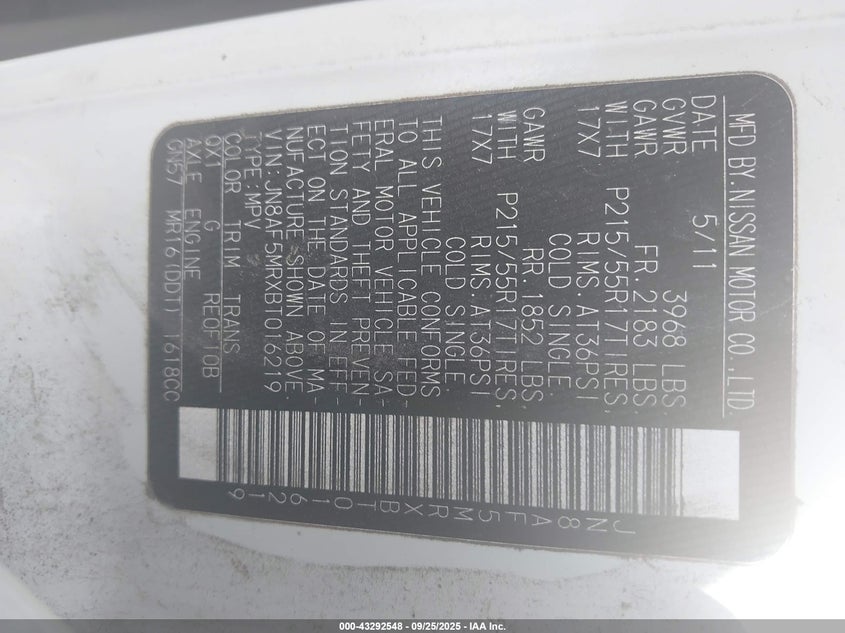 MFD BY.NISSAN MOTOR CO.,LTD.
DATE 5/11
GVWR 3968 LBS.
GAWR FR. 2183 LBS.
WITH P215/55R17TIRES,
17X7 RIMS.AT36PSI
COLD SINGLE
GAWR RR. 1852 LBS.
WITH P215/55R17TIRES,
17X7 RIMS.AT36PSI
COLD SINGLE
THIS VEHICLE CONFORMS
TO ALL APPLICABLE FED-
ERAL MOTOR VEHICLE SA-
FETY AND THEFT PREVEN-
TION STANDARDS IN EFF-
ECT ON THE DATE OF MA-
NUFACTURE SHOWN ABOVE.
VIN:JN8AF5MRXBT016219
TYPE:MPV
COLOR TRIM TRANS
QX1 G RE0F10B
AXLE ENGINE
GN57 MR16(DDT) 1618CC
JN8AF5MRXBT016219
000-43292548 - 09/25/2025 - IAA Inc.